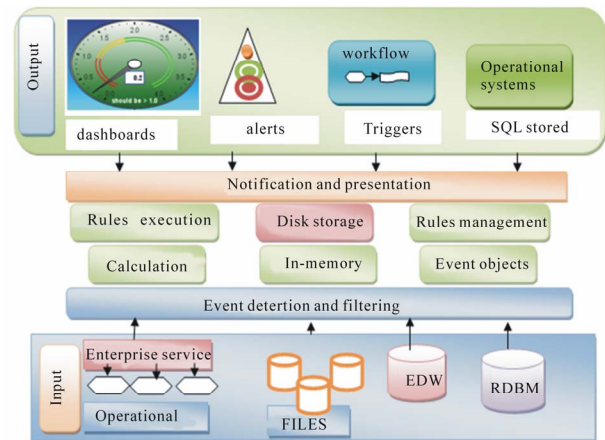 Output
0.2
should be > 1.0
dashboards
alerts
workflow
Triggers
Operational
systems
SQL stored
Notification and presentation
Rules execution
Disk storage
Rules management
Calculation
In-memory
Event objects
Event detertion and filtering
Input
Enterprise service
Operational
FILES
EDW
RDBM